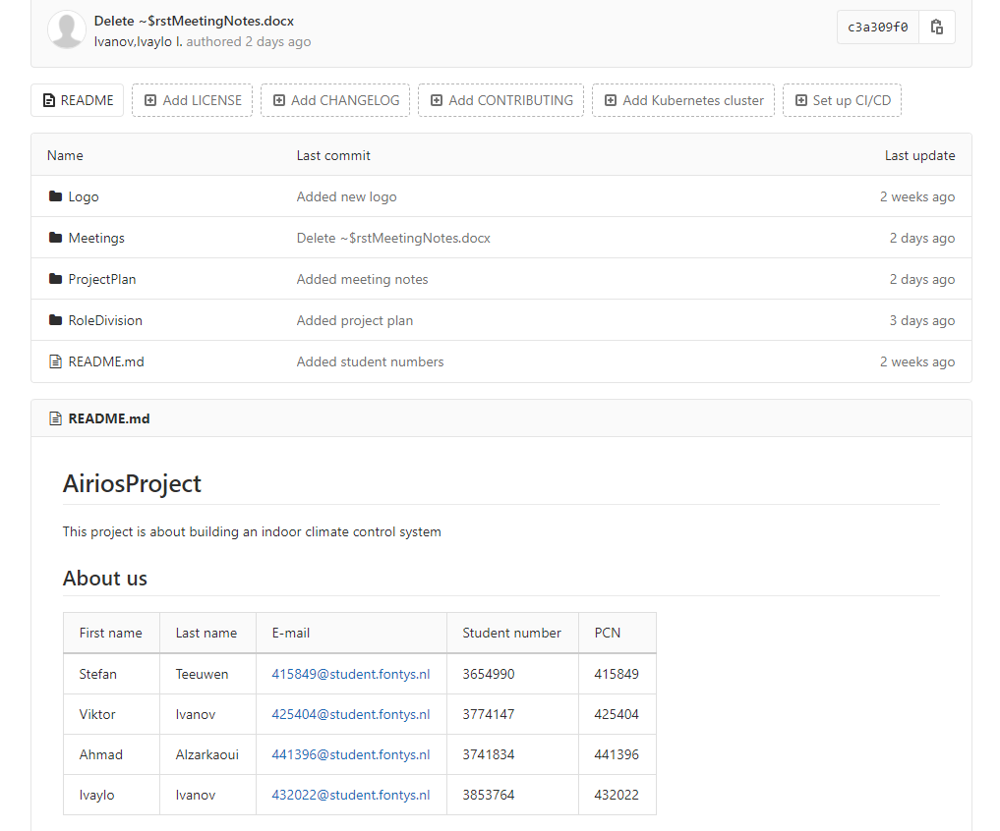 Delete ~$rstMeetingNotes.docx
Ivanov,Ivaylo I. authored 2 days ago
c3a309f0
README Add LICENSE Add CHANGELOG Add CONTRIBUTING Add Kubernetes cluster Set up CI/CD
Name Last commit Last update
Logo Added new logo 2 weeks ago
Meetings Delete ~$rstMeetingNotes.docx 2 days ago
ProjectPlan Added meeting notes 2 days ago
RoleDivision Added project plan 3 days ago
README.md Added student numbers 2 weeks ago
README.md
AiriosProject
This project is about building an indoor climate control system
About us
First name Last name E-mail Student number PCN
Stefan Teeuwen 415849@student.fontys.nl 3654990 415849
Viktor Ivanov 425404@student.fontys.nl 3774147 425404
Ahmad Alzarkaoui 441396@student.fontys.nl 3741834 441396
Ivaylo Ivanov 432022@student.fontys.nl 3853764 432022